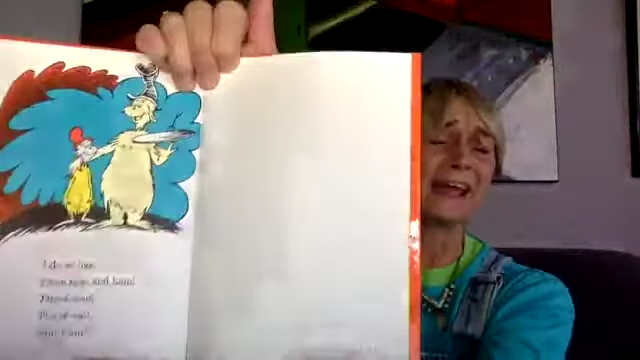 I do so like
green eggs and ham!
Thank you!
Thank you,
Sam-I-am!